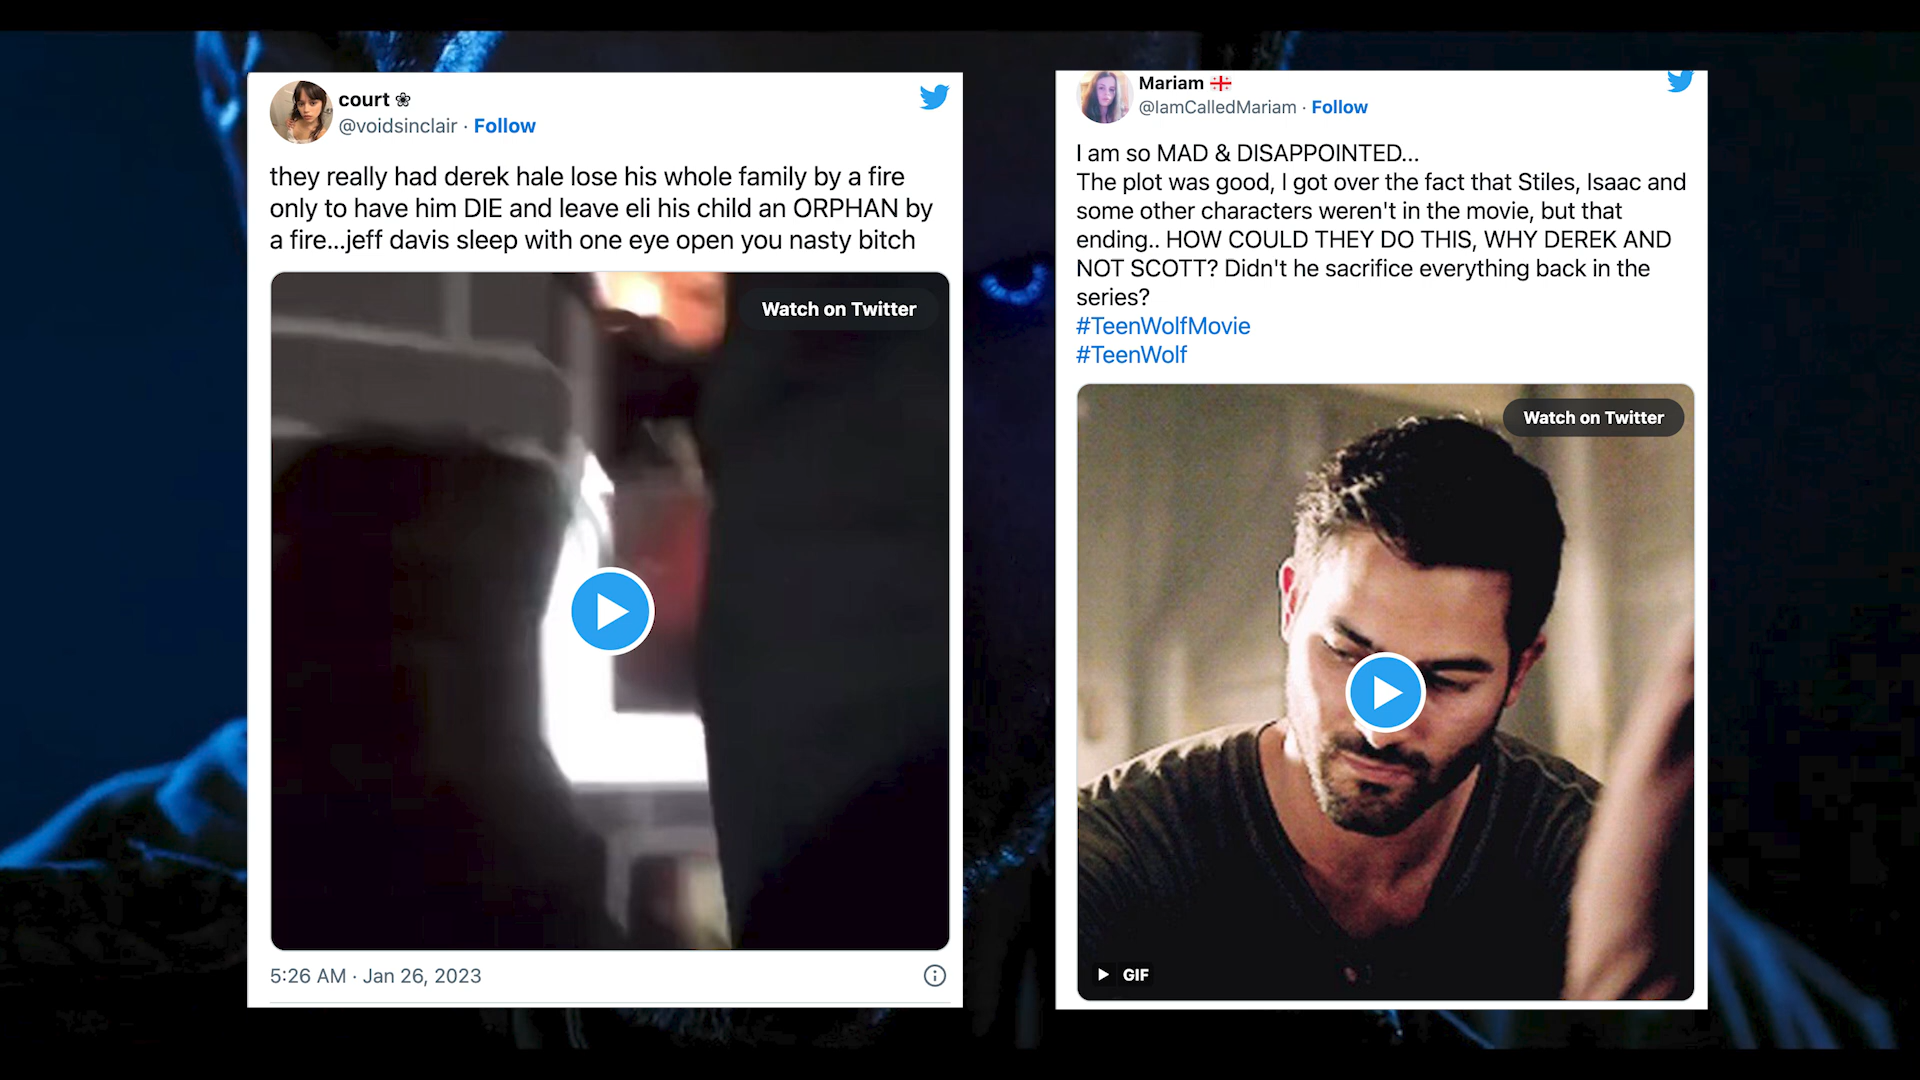 court ❀
@voidsinclair · Follow
they really had derek hale lose his whole family by a fire
only to have him DIE and leave eli his child an ORPHAN by
a fire...jeff davis sleep with one eye open you nasty bitch
Watch on Twitter
5:26 AM · Jan 26, 2023
Mariam 🇬🇪
@IamCalledMariam · Follow
I am so MAD & DISAPPOINTED...
The plot was good, I got over the fact that Stiles, Isaac and
some other characters weren't in the movie, but that
ending.. HOW COULD THEY DO THIS, WHY DEREK AND
NOT SCOTT? Didn't he sacrifice everything back in the
series?
#TeenWolfMovie
#TeenWolf
Watch on Twitter
GIF